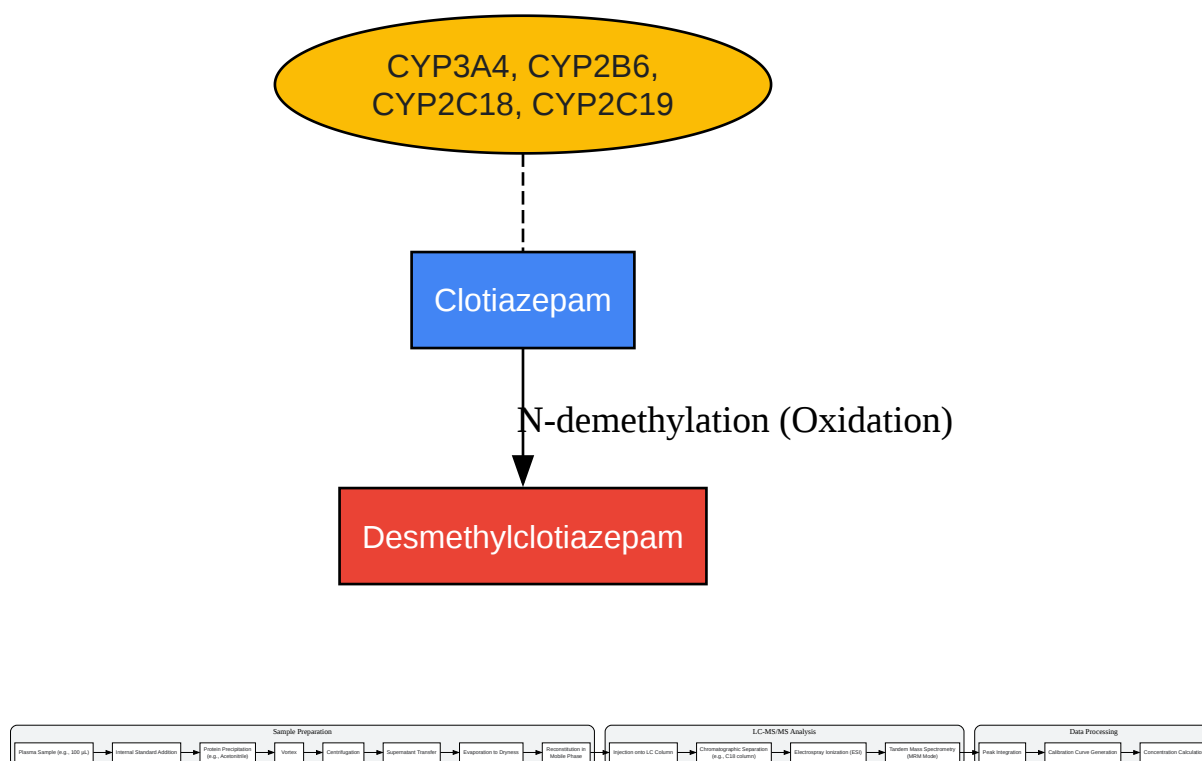 CYP3A4, CYP2B6,
CYP2C18, CYP2C19
Clotiazepam
N-demethylation (Oxidation)
Desmethylclotiazepam
Sample Preparation
Plasma Sample (e.g., 100 µL)
Internal Standard Addition
Protein Precipitation
(e.g., Acetonitrile)
Vortex
Centrifugation
Supernatant Transfer
Evaporation to Dryness
Reconstitution in
Mobile Phase
LC-MS/MS Analysis
Injection onto LC Column
Chromatographic Separation
(e.g., C18 column)
Electrospray Ionization (ESI)
Tandem Mass Spectrometry
(MRM Mode)
Data Processing
Peak Integration
Calibration Curve Generation
Concentration Calculatio